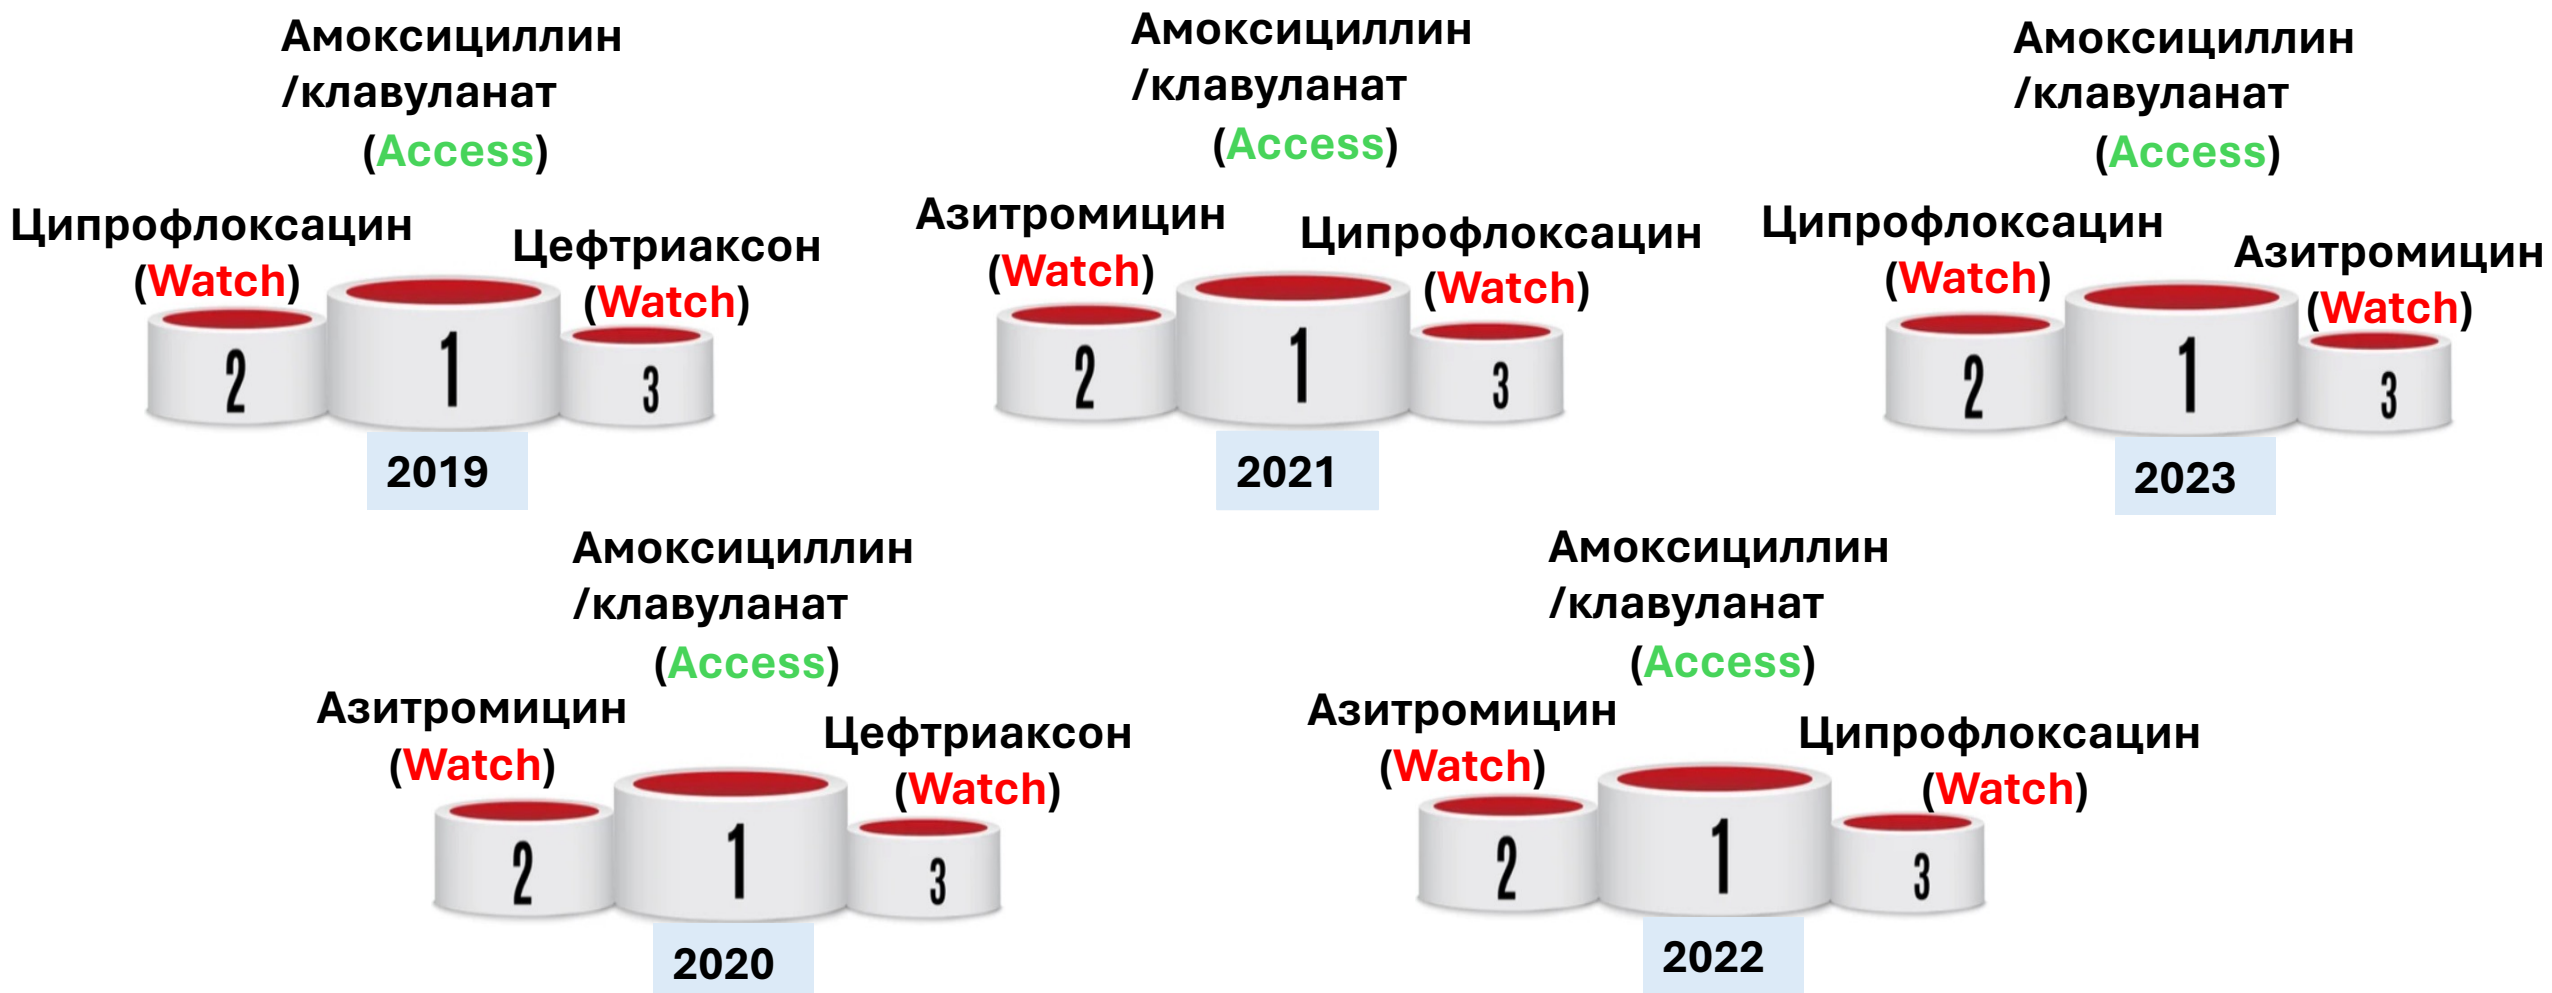 Амоксициллин
/клавуланат
(Access)
Ципрофлоксацин
(Watch)
Цефтриаксон
(Watch)
2
1
3
2019
Амоксициллин
/клавуланат
(Access)
Азитромицин
(Watch)
Ципрофлоксацин
(Watch)
2
1
3
2021
Амоксициллин
/клавуланат
(Access)
Ципрофлоксацин
(Watch)
Азитромицин
(Watch)
2
1
3
2023
Амоксициллин
/клавуланат
(Access)
Азитромицин
(Watch)
Цефтриаксон
(Watch)
2
1
3
2020
Амоксициллин
/клавуланат
(Access)
Азитромицин
(Watch)
Ципрофлоксацин
(Watch)
2
1
3
2022